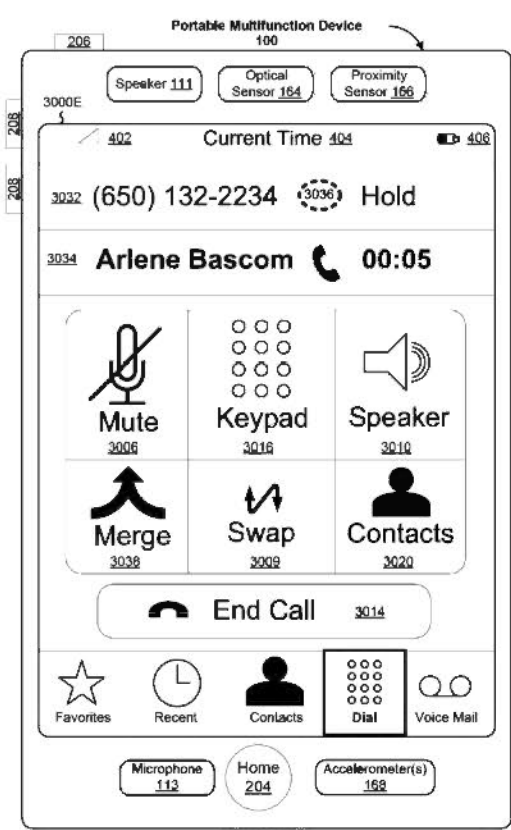 Portable Multifunction Device
100
206
Speaker 111
Optical
Sensor 164
Proximity
Sensor 166
3000E
208
208
402 Current Time 404 406
3032 (650) 132-2234 3036 Hold
3034 Arlene Bascom 00:05
Mute
3006
Keypad
3016
Speaker
3010
Merge
3038
Swap
3009
Contacts
3020
End Call 3014
Favorites
Recent
Contacts
Dial
Voice Mail
Microphone
113
Home
204
Accelerometer(s)
168